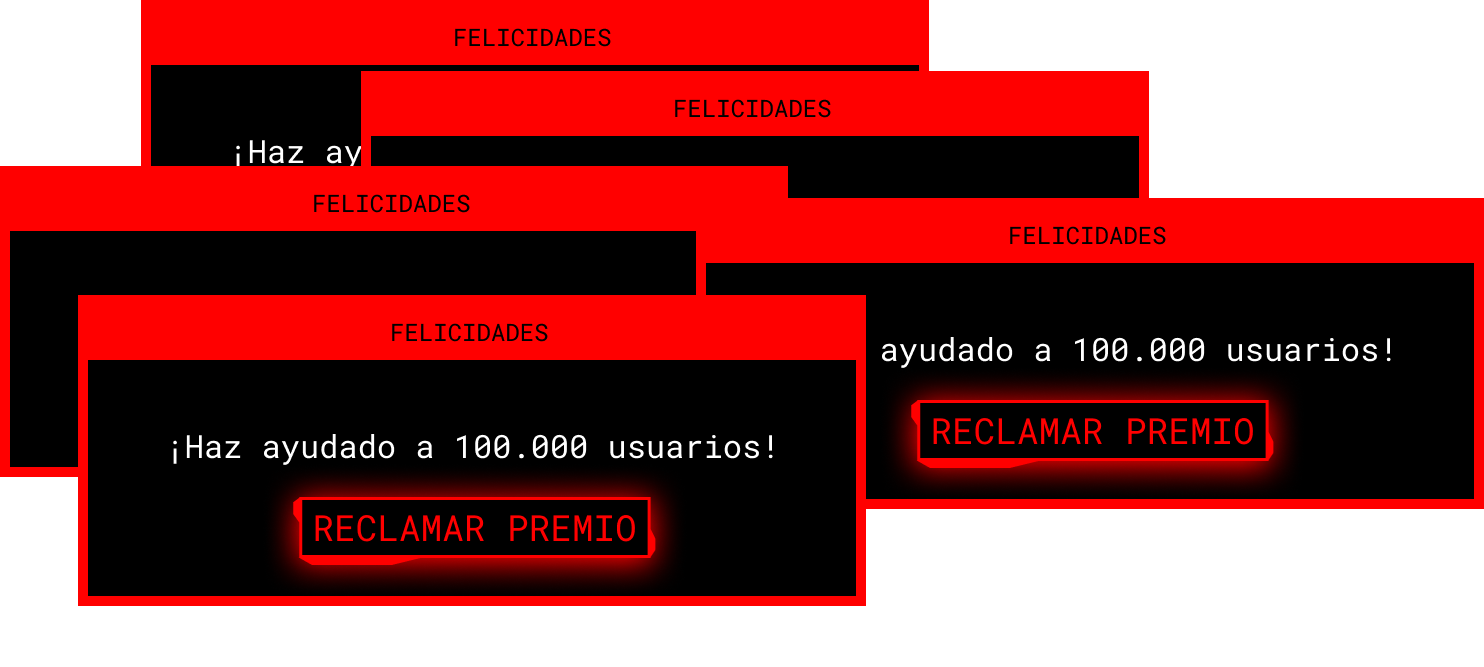 FELICIDADES
¡Haz ay
FELICIDADES
FELICIDADES
FELICIDADES
ayudado a 100.000 usuarios!
RECLAMAR PREMIO
FELICIDADES
¡Haz ayudado a 100.000 usuarios!
RECLAMAR PREMIO